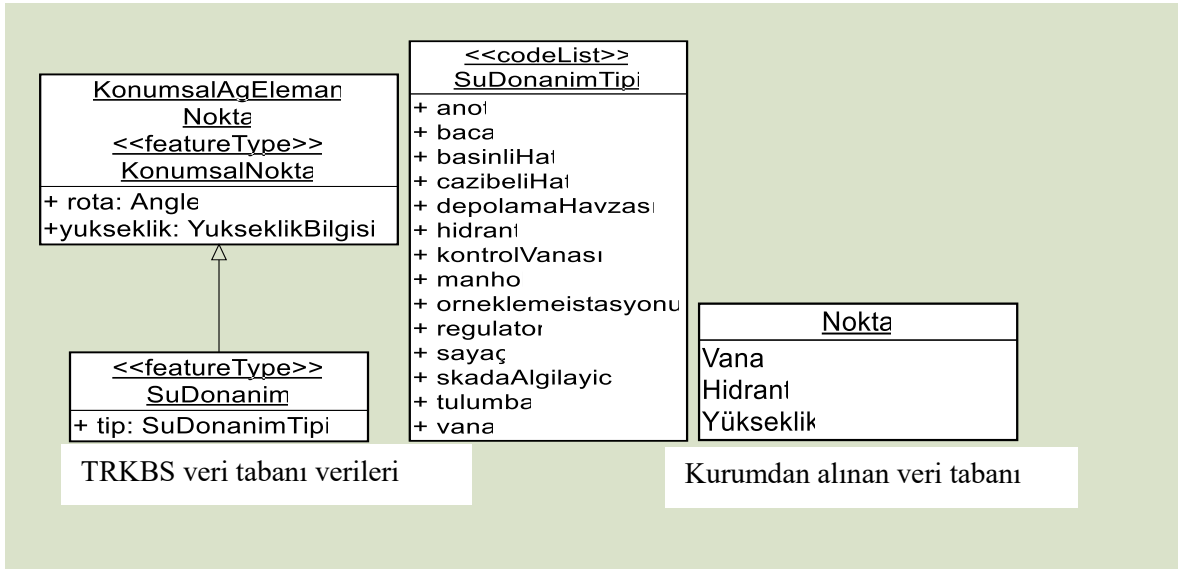 KonumsalAgEleman
Nokta
<<featureType>>
KonumsalNokta
+ rota: Angle
+yukseklik: YukseklikBilgisi
<<featureType>>
SuDonanim
+ tip: SuDonanimTipi
<<codeList>>
SuDonanimTipi
+ anot
+ baca
+ basinliHat
+ cazibeliHat
+ depolamaHavzası
+ hidrant
+ kontrolVanası
+ manho
+ orneklemeistasyonu
+ regulator
+ sayaç
+ skadaAlgilayic
+ tulumba
+ vana
Nokta
Vana
Hidrant
Yükseklik
TRKBS veri tabanı verileri
Kurumdan alınan veri tabanı